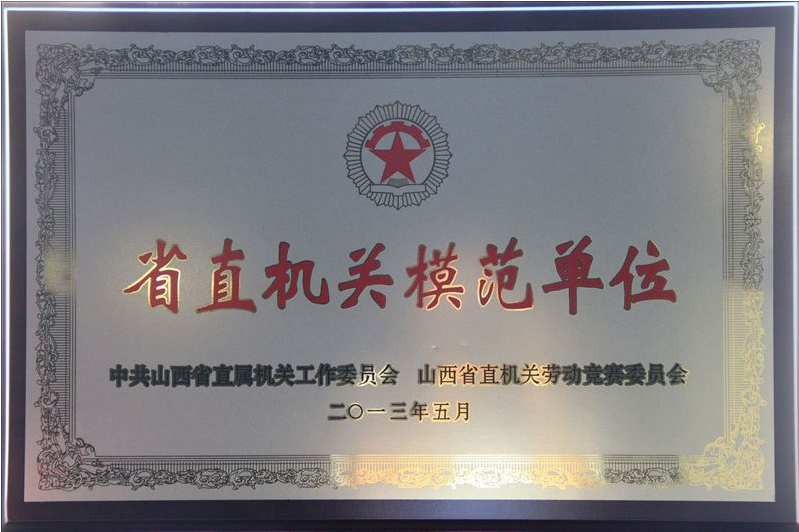 省直机关模范单位
中共山西省直属机关工作委员会 山西省直机关劳动竞赛委员会
二〇一三年五月